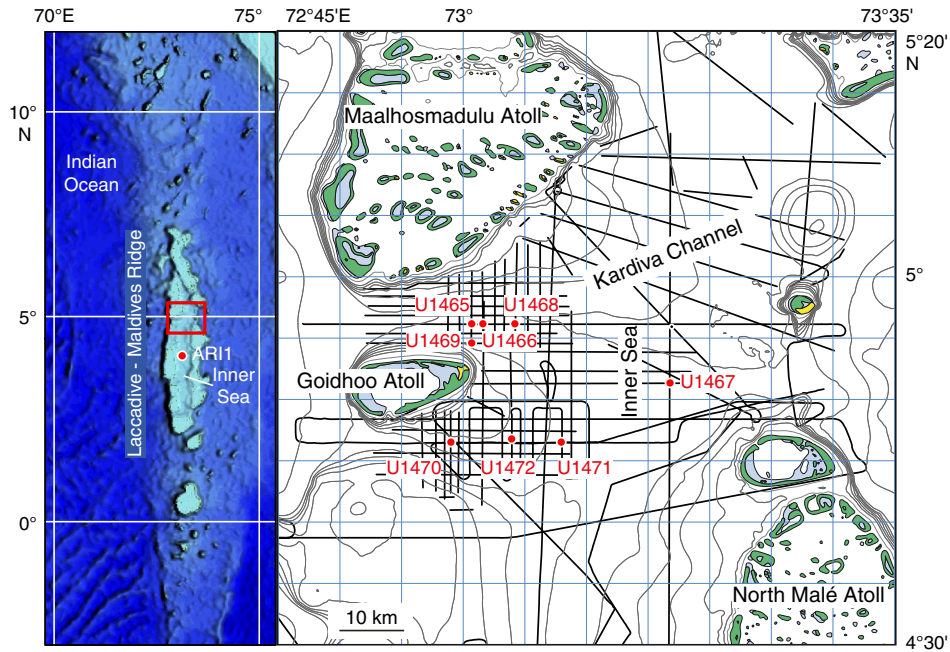 70°E
75°
72°45'E
73°
73°35'
5°20'
N
10°
N
Indian
Ocean
Laccadive - Maldives Ridge
5°
ARI1
Inner
Sea
0°
Maalhosmadulu Atoll
Kardiva Channel
5°
U1465
U1468
U1469
U1466
Goidhoo Atoll
Inner Sea
U1467
U1470
U1472
U1471
10 km
North Malé Atoll
4°30'